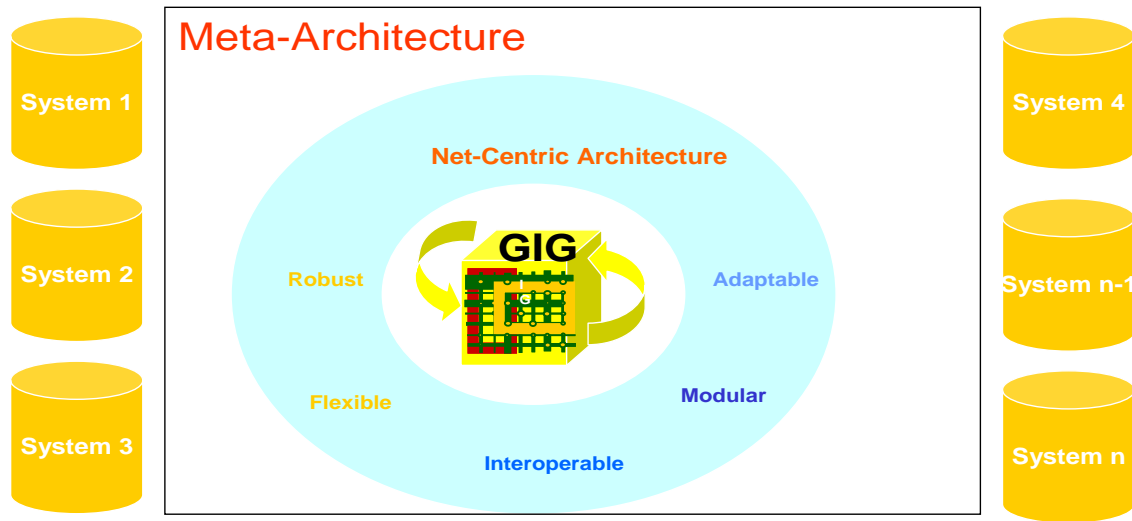 Meta-Architecture
System 1
System 2
System 3
Net-Centric Architecture
GIG
I
G
Robust
Adaptable
Flexible
Modular
Interoperable
System 4
System n-1
System n